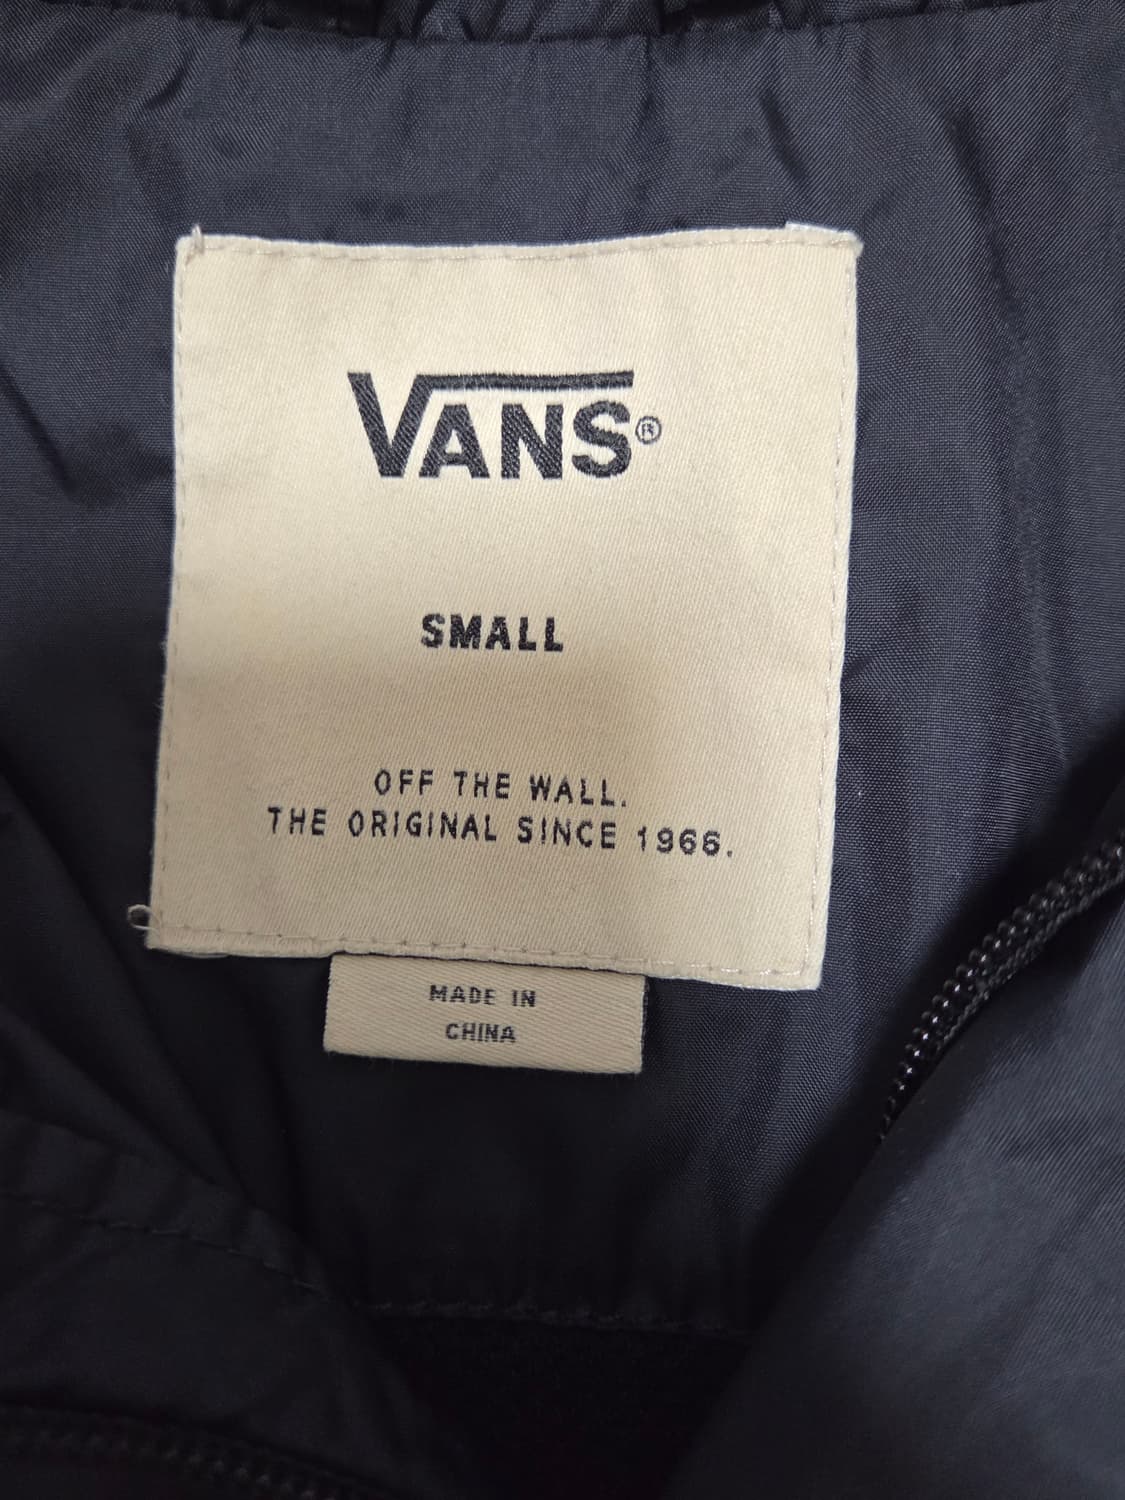 VANS®
SMALL
OFF THE WALL.
THE ORIGINAL SINCE 1966.
MADE IN
CHINA